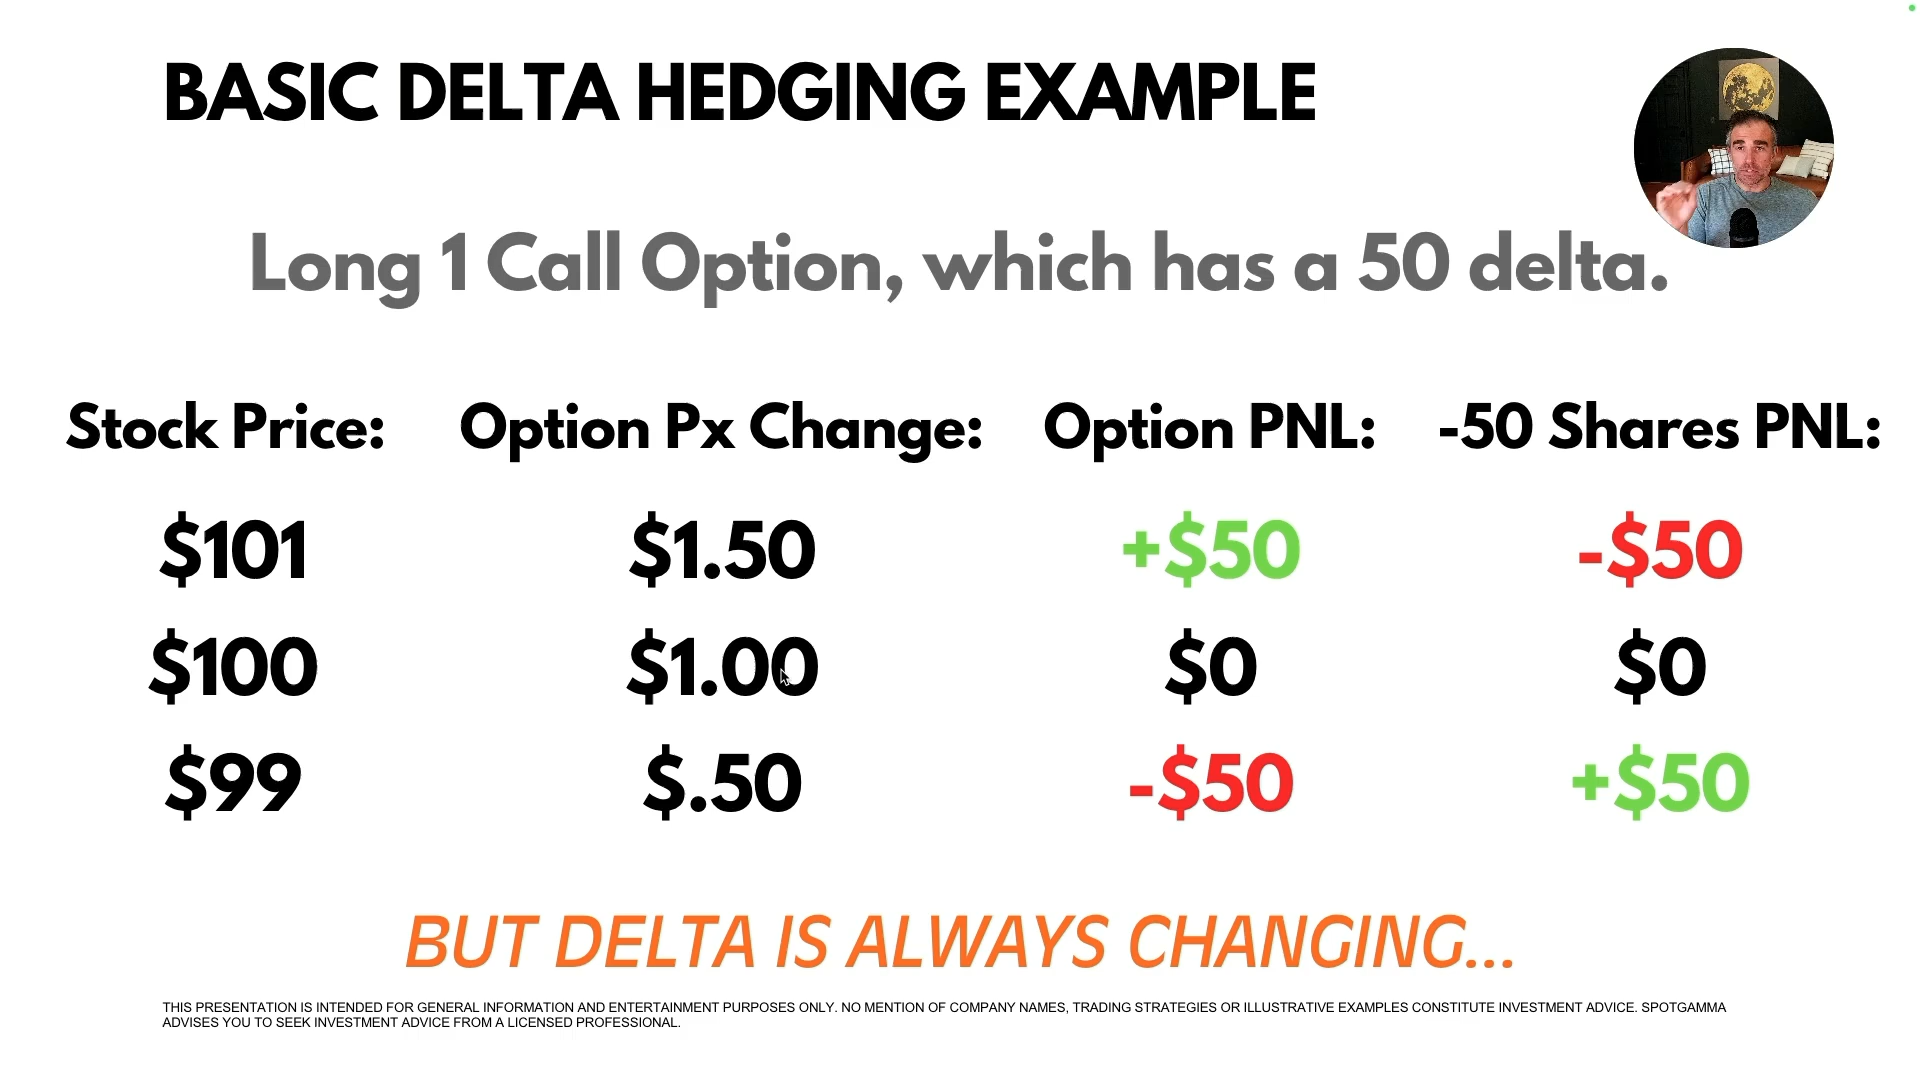 BASIC DELTA HEDGING EXAMPLE
Long 1 Call Option, which has a 50 delta.
Stock Price: Option Px Change: Option PNL: -50 Shares PNL:
$101 $1.50 +$50 -$50
$100 $1.00 $0 $0
$99 $.50 -$50 +$50
BUT DELTA IS ALWAYS CHANGING...
THIS PRESENTATION IS INTENDED FOR GENERAL INFORMATION AND ENTERTAINMENT PURPOSES ONLY. NO MENTION OF COMPANY NAMES, TRADING STRATEGIES OR ILLUSTRATIVE EXAMPLES CONSTITUTE INVESTMENT ADVICE. SPOTGAMMA
ADVISES YOU TO SEEK INVESTMENT ADVICE FROM A LICENSED PROFESSIONAL.